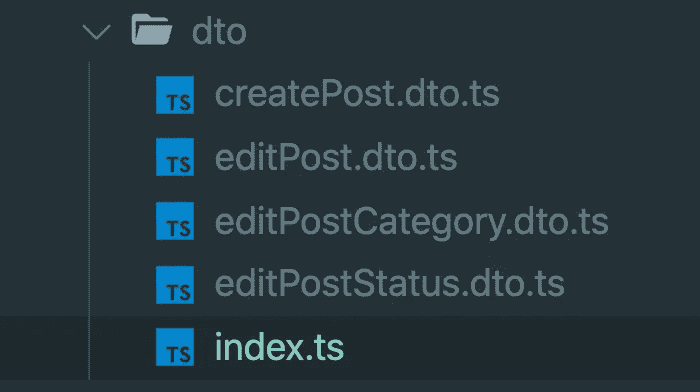 dto
TS createPost.dto.ts
TS editPost.dto.ts
TS editPostCategory.dto.ts
TS editPostStatus.dto.ts
TS index.ts